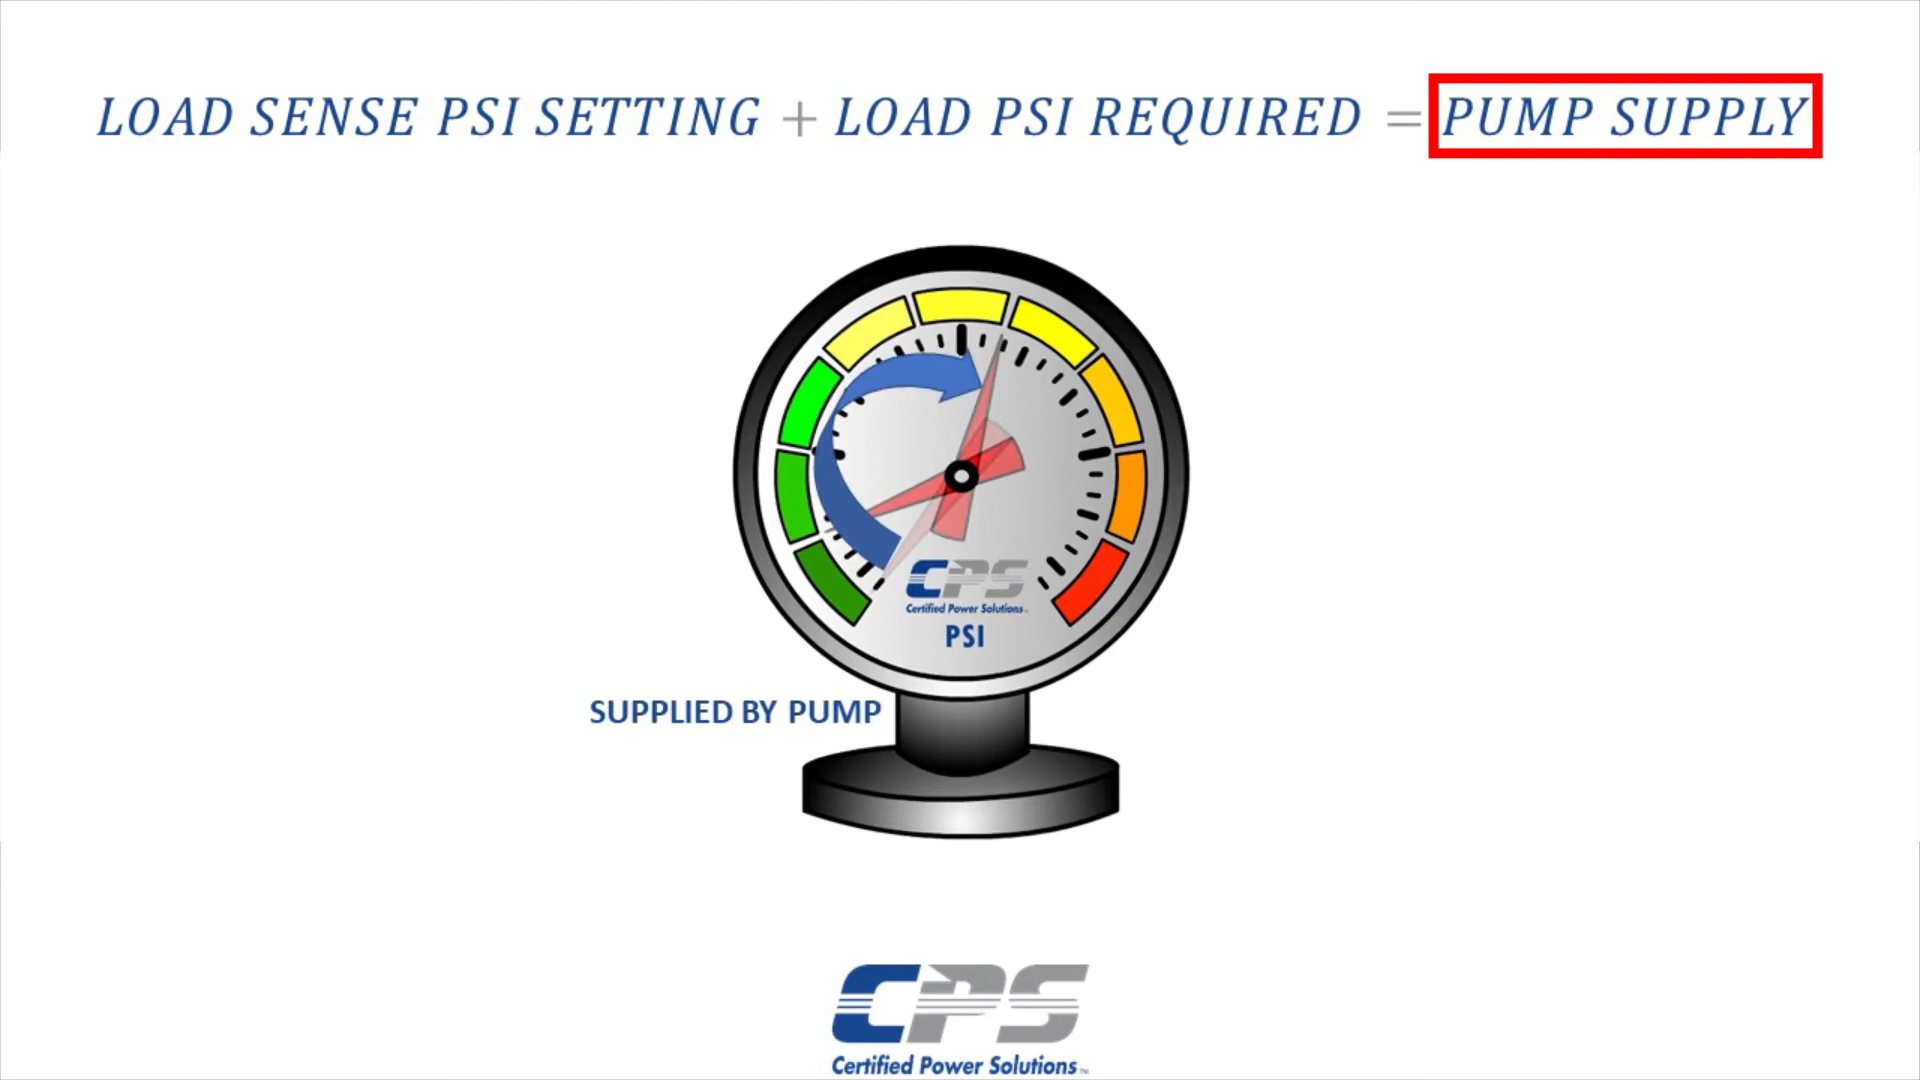 LOAD SENSE PSI SETTING + LOAD PSI REQUIRED = PUMP SUPPLY
CPS
Certified Power Solutions
PSI
SUPPLIED BY PUMP
CPS
Certified Power Solutions™